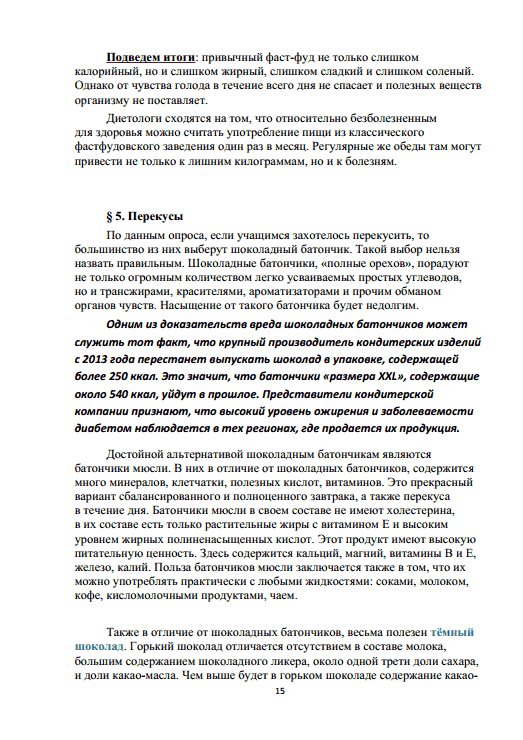 Подведем итоги: привычный фаст-фуд не только слишком
калорийный, но и слишком жирный, слишком сладкий и слишком соленый.
Однако от чувства голода в течение всего дня не спасает и полезных веществ
организму не поставляет.
Диетологи сходятся на том, что относительно безболезненным
для здоровья можно считать употребление пищи из классического
фастфудовского заведения один раз в месяц. Регулярные же обеды там могут
привести не только к лишним килограммам, но и к болезням.
§ 5. Перекусы
По данным опроса, если учащимся захотелось перекусить, то
большинство из них выберут шоколадный батончик. Такой выбор нельзя
назвать правильным. Шоколадные батончики, «полные орехов», порадуют
не только огромным количеством легко усваиваемых простых углеводов,
но и трансжирами, красителями, ароматизаторами и прочим обманом
органов чувств. Насыщение от такого батончика будет недолгим.
Одним из доказательств вреда шоколадных батончиков может
служить тот факт, что крупный производитель кондитерских изделий
с 2013 года перестанет выпускать шоколад в упаковке, содержащей
более 250 ккал. Это значит, что батончики «размера XXL», содержащие
около 540 ккал, уйдут в прошлое. Представители кондитерской
компании признают, что высокий уровень ожирения и заболеваемости
диабетом наблюдается в тех регионах, где продается их продукция.
Достойной альтернативой шоколадным батончикам являются
батончики мюсли. В них в отличие от шоколадных батончиков, содержится
много минералов, клетчатки, полезных кислот, витаминов. Это прекрасный
вариант сбалансированного и полноценного завтрака, а также перекуса
в течение дня. Батончики мюсли в своем составе не имеют холестерина,
в их составе есть только растительные жиры с витамином Е и высоким
уровнем жирных полиненасыщенных кислот. Этот продукт имеют высокую
питательную ценность. Здесь содержится кальций, магний, витамины В и Е,
железо, калий. Польза батончиков мюсли заключается также в том, что их
можно употреблять практически с любыми жидкостями: соками, молоком,
кофе, кисломолочными продуктами, чаем.
Также в отличие от шоколадных батончиков, весьма полезен тёмный
шоколад. Горький шоколад отличается отсутствием в составе молока,
большим содержанием шоколадного ликера, около одной трети доли сахара,
и доли какао-масла. Чем выше будет в горьком шоколаде содержание какао-
15